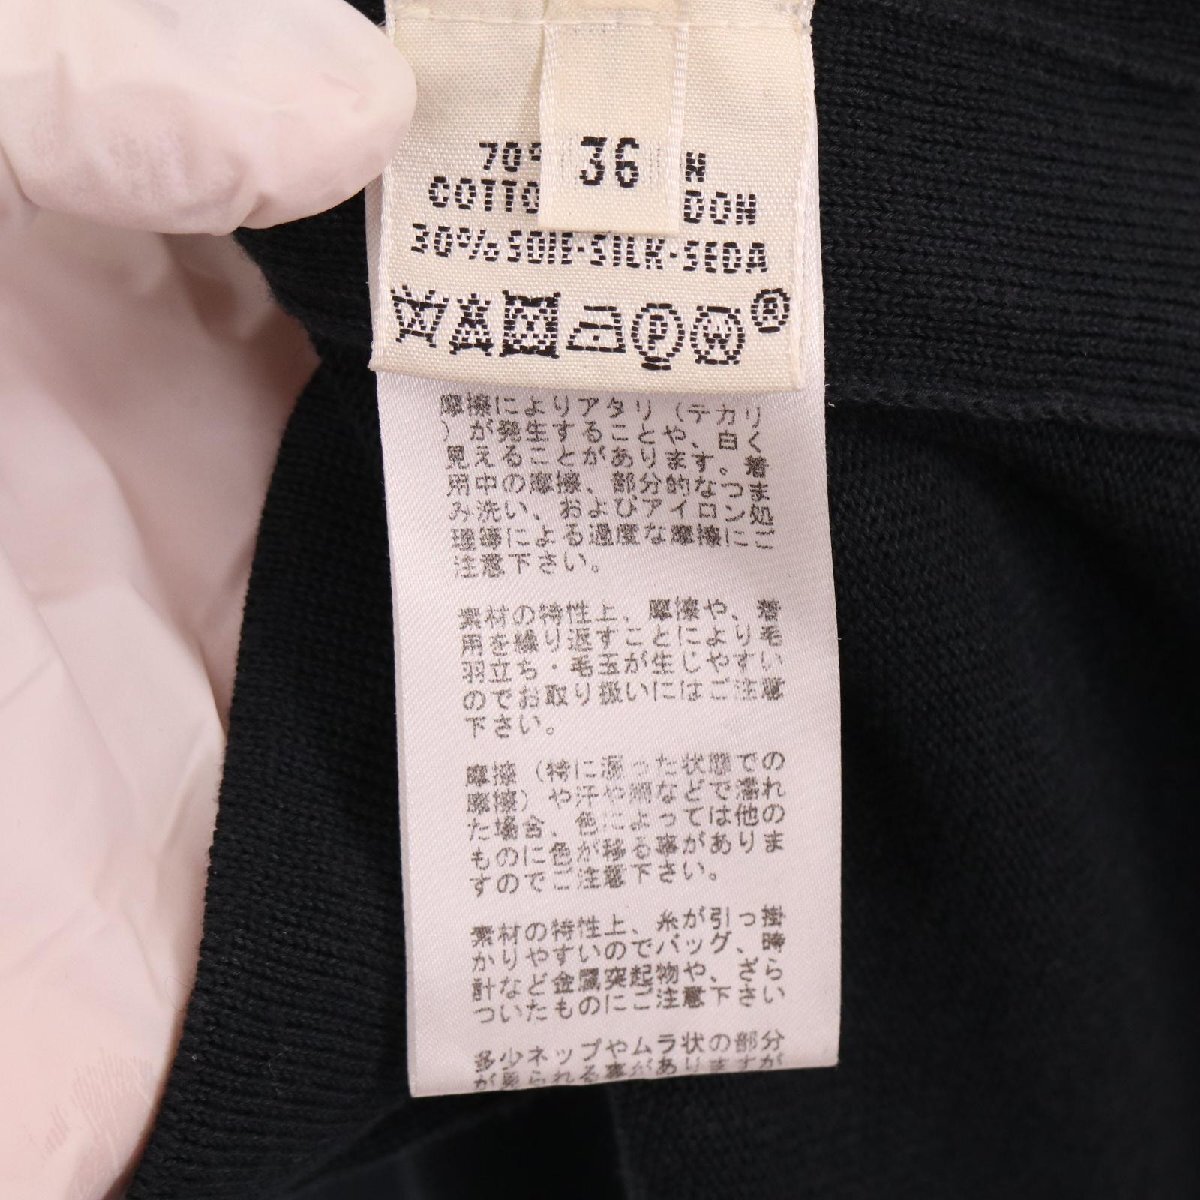 70%
36
N
COTTO
DON
30% SOIE-SILK-SEDA
P
W
®
摩擦によりアタリ（テカリ
）が発生することや、白く
見えることがあります。着
用中の摩擦、部分的なつま
み洗い、およびアイロン処
理等による過度な摩擦にご
注意下さい。
素材の特性上、摩擦や、着
用を繰り返すことにより毛
羽立ち・毛玉が生じやすい
のでお取り扱いにはご注意
下さい。
摩擦（特に湿った状態での
摩擦）や汗や雨などで濡れ
た場合、色によっては他の
ものに色が移る事がありま
すのでご注意下さい。
素材の特性上、糸が引っ掛
かりやすいのでバッグ、時
計など金属突起物や、ざら
ついたものにご注意下さい
多少ネップやムラ状の部分
が見られる事がありますが